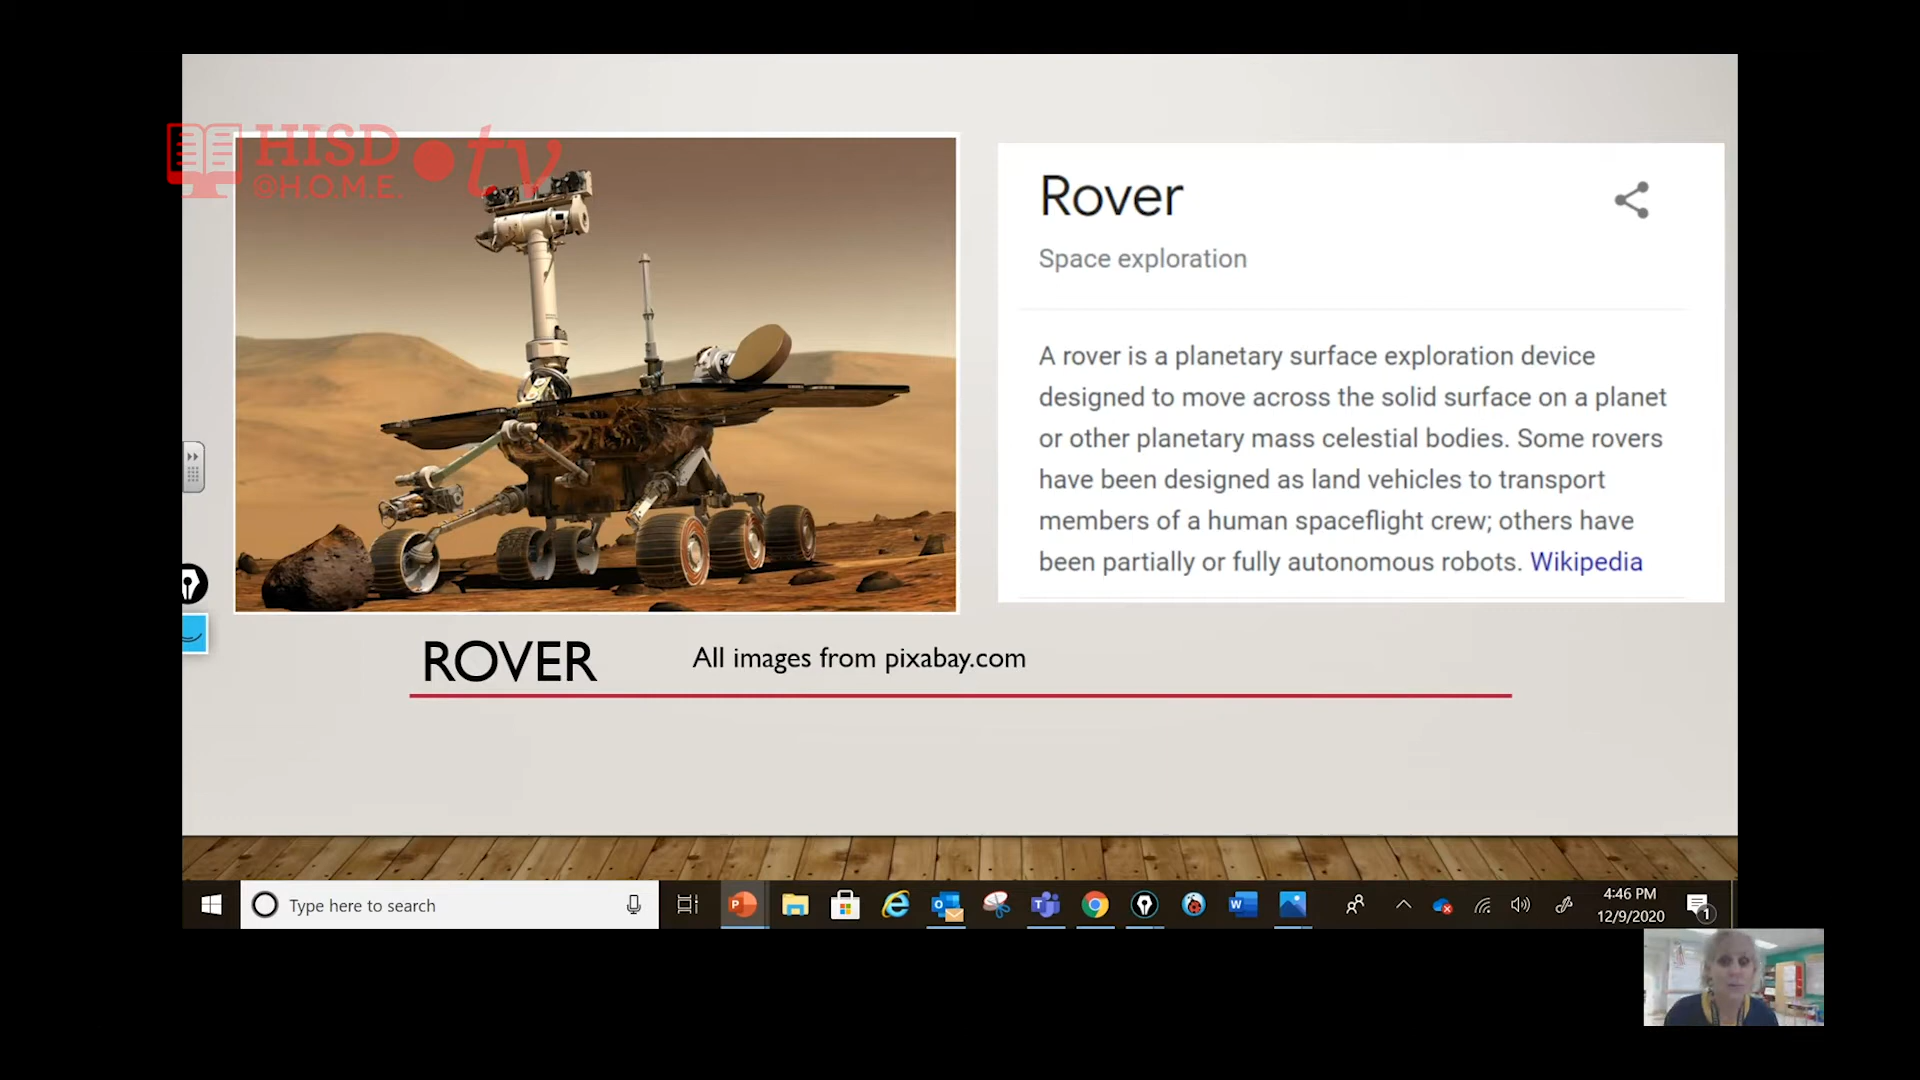 HISD
@H.O.M.E.
tv
Rover
Space exploration
A rover is a planetary surface exploration device
designed to move across the solid surface on a planet
or other planetary mass celestial bodies. Some rovers
have been designed as land vehicles to transport
members of a human spaceflight crew; others have
been partially or fully autonomous robots. Wikipedia
ROVER
All images from pixabay.com
Type here to search
4:46 PM
12/9/2020
1